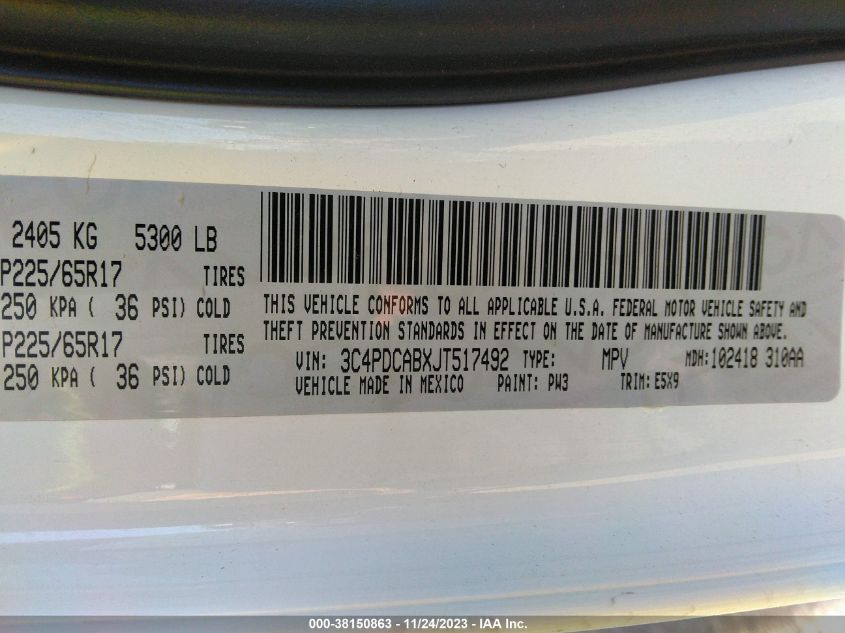 2405 KG 5300 LB
P225/65R17 TIRES
250 KPA ( 36 PSI) COLD
P225/65R17 TIRES
250 KPA ( 36 PSI) COLD
THIS VEHICLE CONFORMS TO ALL APPLICABLE U.S.A. FEDERAL MOTOR VEHICLE SAFETY AND
THEFT PREVENTION STANDARDS IN EFFECT ON THE DATE OF MANUFACTURE SHOWN ABOVE.
VIN: 3C4PDCABXJT517492 TYPE: MPV MDH:102418 310AA
VEHICLE MADE IN MEXICO PAINT: PW3 TRIM: E5X9
000-38150863 - 11/24/2023 - IAA Inc.